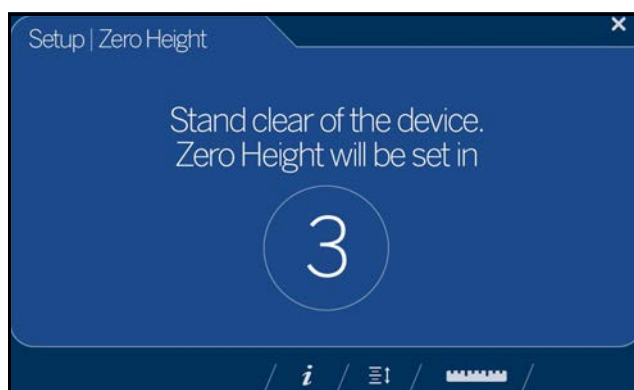 Setup | Zero Height
×
Stand clear of the device.
Zero Height will be set in
3
i